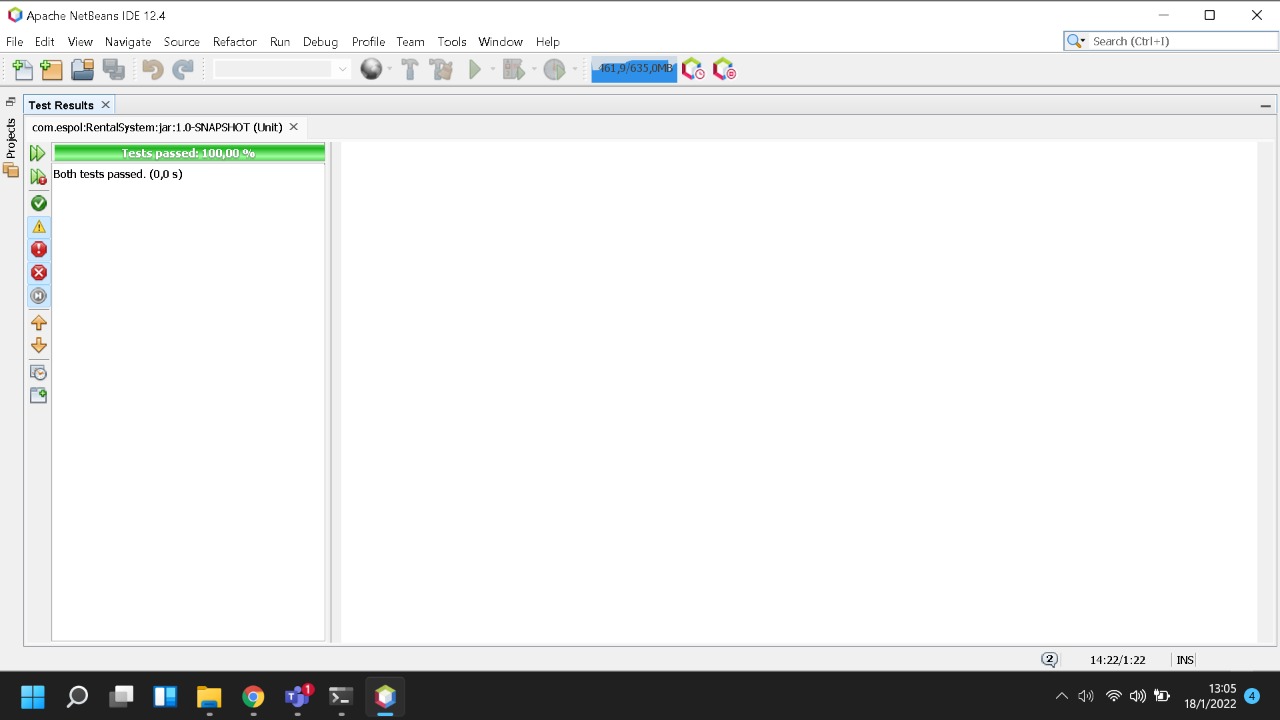 Apache NetBeans IDE 12.4
File Edit View Navigate Source Refactor Run Debug Profile Team Tools Window Help
Search (Ctrl+I)
461,9/635,0MB
Test Results
Projects
com.espol:RentalSystem:jar:1.0-SNAPSHOT (Unit)
Tests passed: 100,00 %
Both tests passed. (0,0 s)
2
14:22/1:22
INS
1
13:05
18/1/2022
4